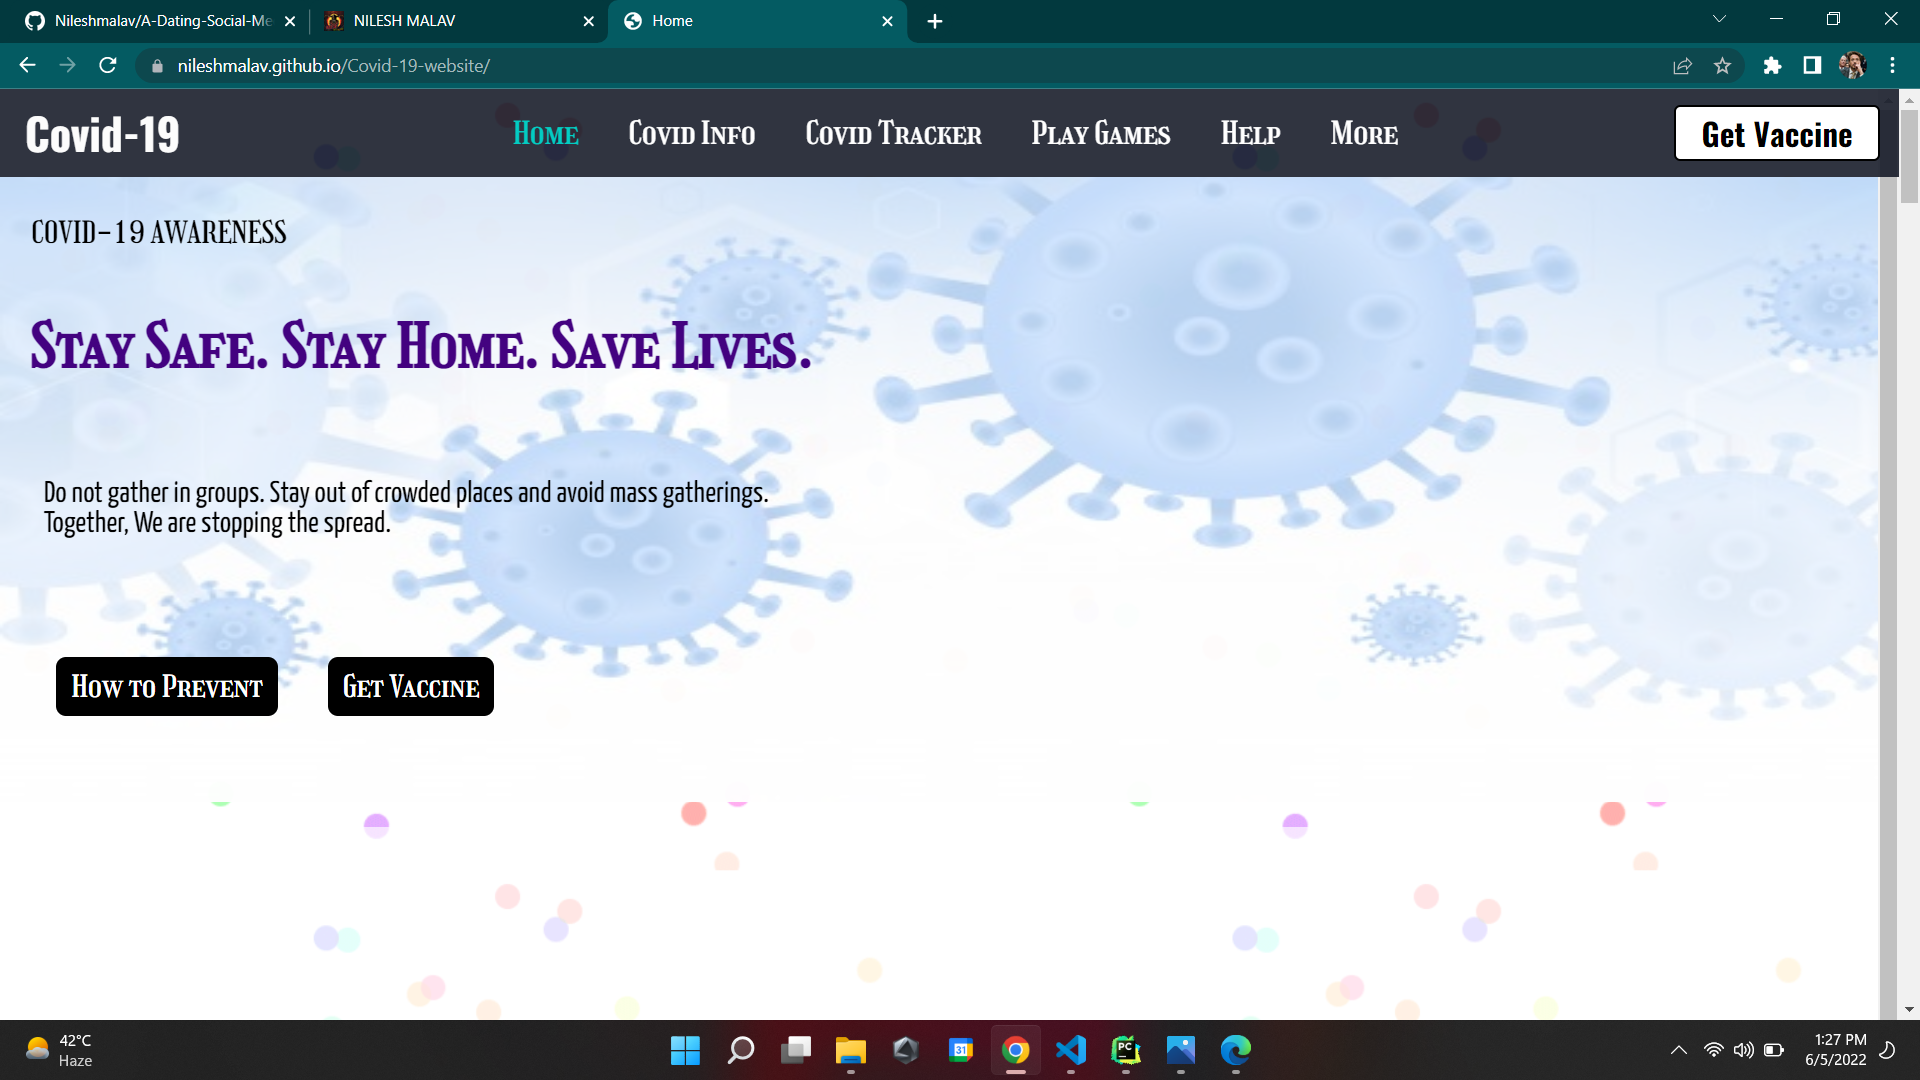 Nileshmalav/A-Dating-Social-Me
NILESH MALAV
Home
nileshmalav.github.io/Covid-19-website/
Covid-19
Home
Covid Info
Covid Tracker
Play Games
Help
More
Get Vaccine
COVID-19 AWARENESS
Stay Safe. Stay Home. Save Lives.
Do not gather in groups. Stay out of crowded places and avoid mass gatherings.
Together, We are stopping the spread.
How to Prevent
Get Vaccine
42°C
Haze
31
PC
1:27 PM
6/5/2022